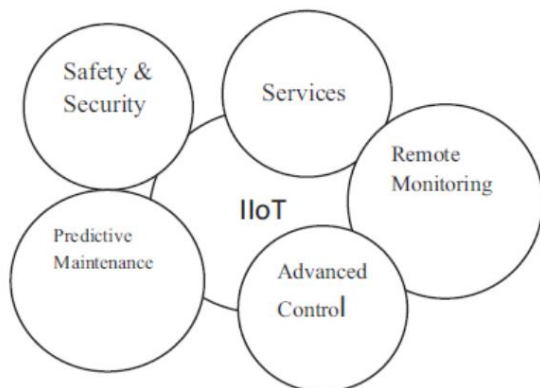 Safety &
Security
Services
Remote
Monitoring
IIoT
Predictive
Maintenance
Advanced
Control